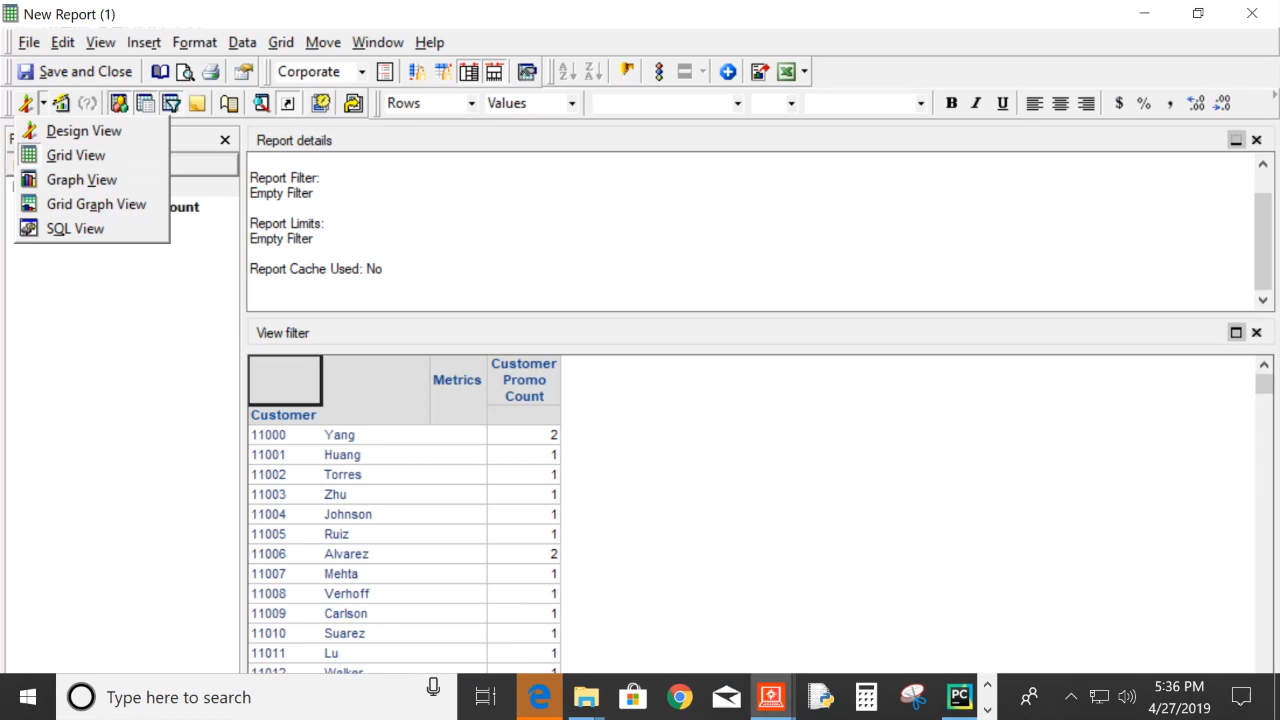 New Report (1)
File Edit View Insert Format Data Grid Move Window Help
Save and Close Corporate
Rows Values B I U $ % ,
Design View
Grid View
Graph View
Grid Graph View
SQL View
ount
Report details
Report Filter:
Empty Filter
Report Limits:
Empty Filter
Report Cache Used: No
View filter
Metrics Customer Promo Count
Customer
11000 Yang 2
11001 Huang 1
11002 Torres 1
11003 Zhu 1
11004 Johnson 1
11005 Ruiz 1
11006 Alvarez 2
11007 Mehta 1
11008 Verhoff 1
11009 Carlson 1
11010 Suarez 1
11011 Lu 1
11012 Walker 1
Type here to search
PC
5:36 PM
4/27/2019